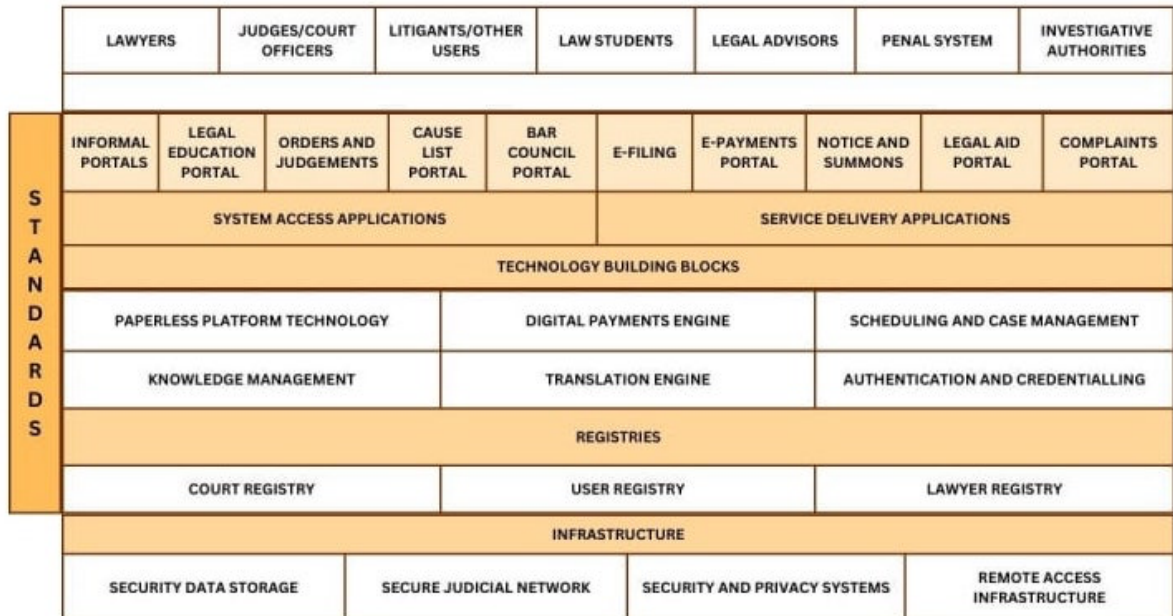 LAWYERS
JUDGES/COURT
OFFICERS
LITIGANTS/OTHER
USERS
LAW STUDENTS
LEGAL ADVISORS
PENAL SYSTEM
INVESTIGATIVE
AUTHORITIES
STANDARDS
INFORMAL
PORTALS
LEGAL
EDUCATION
PORTAL
ORDERS AND
JUDGEMENTS
CAUSE
LIST
PORTAL
BAR
COUNCIL
PORTAL
E-FILING
E-PAYMENTS
PORTAL
NOTICE AND
SUMMONS
LEGAL AID
PORTAL
COMPLAINTS
PORTAL
SYSTEM ACCESS APPLICATIONS
SERVICE DELIVERY APPLICATIONS
TECHNOLOGY BUILDING BLOCKS
PAPERLESS PLATFORM TECHNOLOGY
DIGITAL PAYMENTS ENGINE
SCHEDULING AND CASE MANAGEMENT
KNOWLEDGE MANAGEMENT
TRANSLATION ENGINE
AUTHENTICATION AND CREDENTIALLING
REGISTRIES
COURT REGISTRY
USER REGISTRY
LAWYER REGISTRY
INFRASTRUCTURE
SECURITY DATA STORAGE
SECURE JUDICIAL NETWORK
SECURITY AND PRIVACY SYSTEMS
REMOTE ACCESS
INFRASTRUCTURE